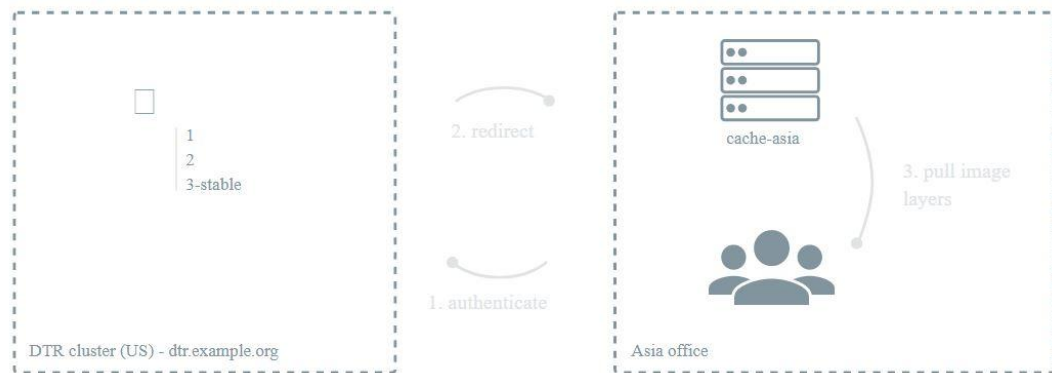 1
2
3-stable
DTR cluster (US) - dtr.example.org
2. redirect
1. authenticate
cache-asia
3. pull image
layers
Asia office